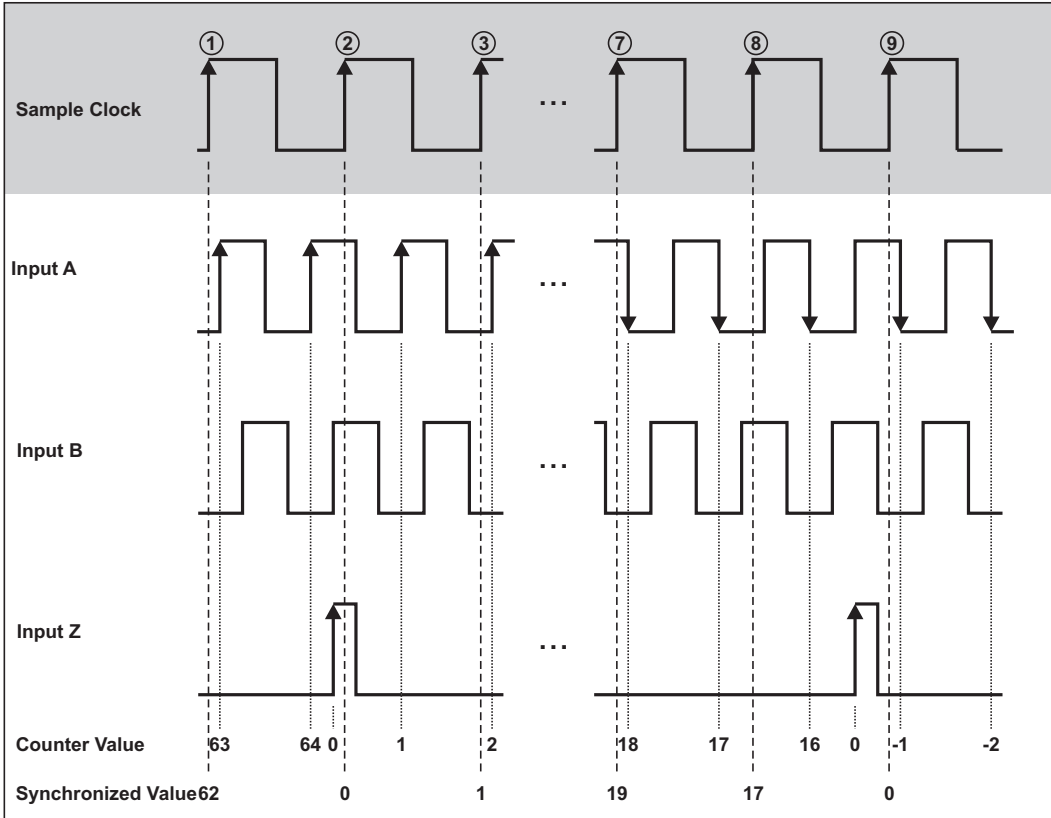 ① ② ③ ⑦ ⑧ ⑨
Sample Clock ...
Input A ...
Input B ...
Input Z ...
Counter Value 63 64 0 1 2 18 17 16 0 -1 -2
Synchronized Value 62 0 1 19 17 0